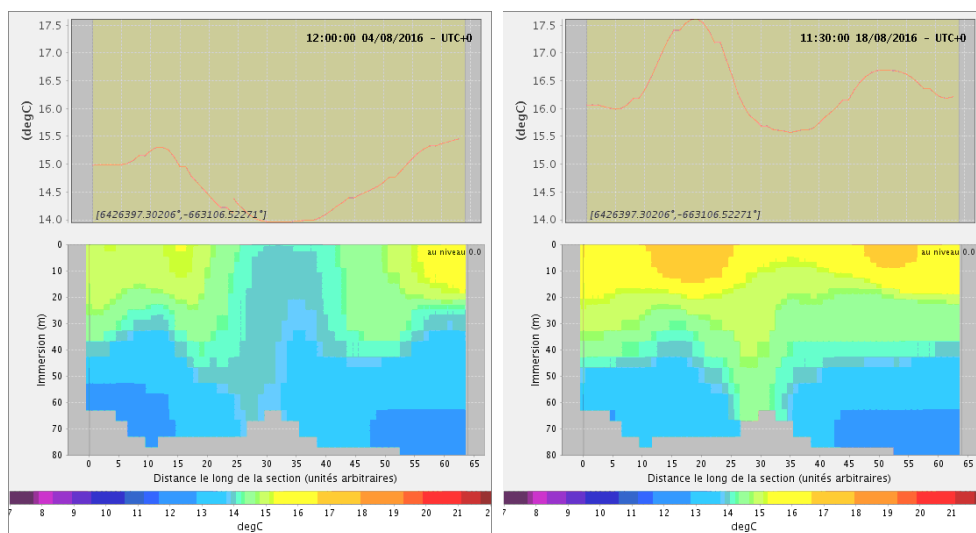 12:00:00 04/08/2016 - UTC+0
(degC)
17.5
17.0
16.5
16.0
15.5
15.0
14.5
14.0
[6426397.30206°,-663106.52271°]
au niveau 0.0
Immersion (m)
0
10
20
30
40
50
60
70
80
0 5 10 15 20 25 30 35 40 45 50 55 60 65
Distance le long de la section (unités arbitraires)
7 8 9 10 11 12 13 14 15 16 17 18 19 20 21 2
degC
11:30:00 18/08/2016 - UTC+0
(degC)
17.5
17.0
16.5
16.0
15.5
15.0
14.5
14.0
[6426397.30206°,-663106.52271°]
au niveau 0.0
Immersion (m)
0
10
20
30
40
50
60
70
80
0 5 10 15 20 25 30 35 40 45 50 55 60 65
Distance le long de la section (unités arbitraires)
7 8 9 10 11 12 13 14 15 16 17 18 19 20 21
degC